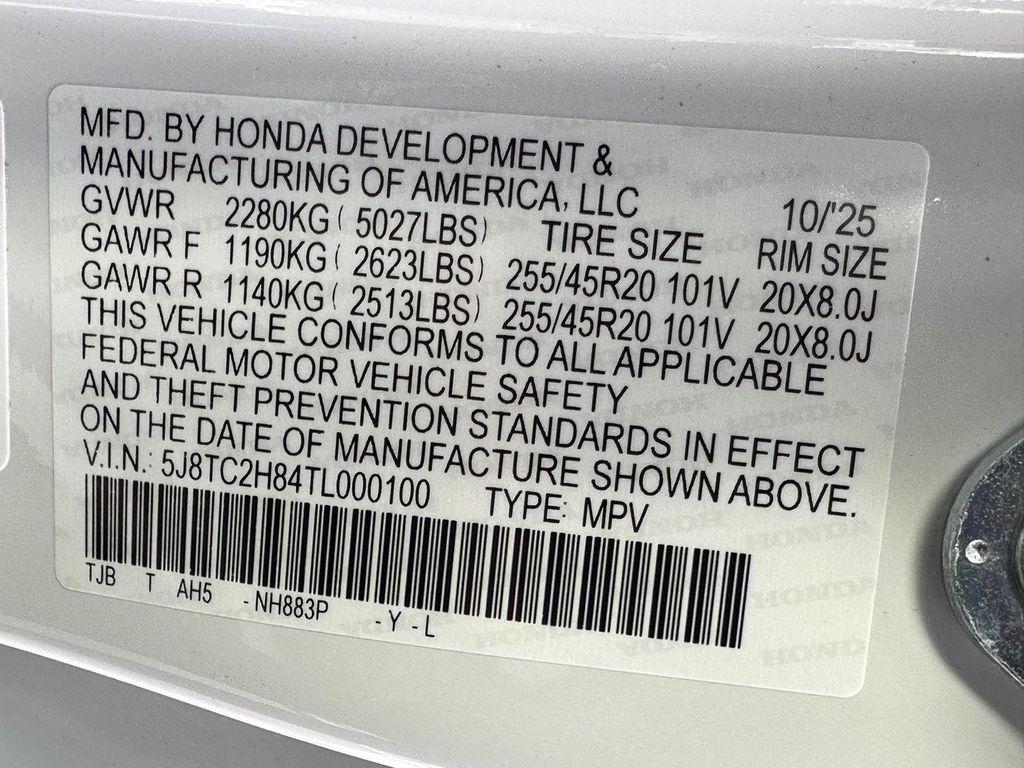 MFD. BY HONDA DEVELOPMENT &
MANUFACTURING OF AMERICA, LLC 10/'25
GVWR 2280KG ( 5027LBS) TIRE SIZE RIM SIZE
GAWR F 1190KG ( 2623LBS) 255/45R20 101V 20X8.0J
GAWR R 1140KG ( 2513LBS) 255/45R20 101V 20X8.0J
THIS VEHICLE CONFORMS TO ALL APPLICABLE
FEDERAL MOTOR VEHICLE SAFETY
AND THEFT PREVENTION STANDARDS IN EFFECT
ON THE DATE OF MANUFACTURE SHOWN ABOVE.
V.I.N.: 5J8TC2H84TL000100 TYPE: MPV
TJB T AH5 - NH883P - Y - L